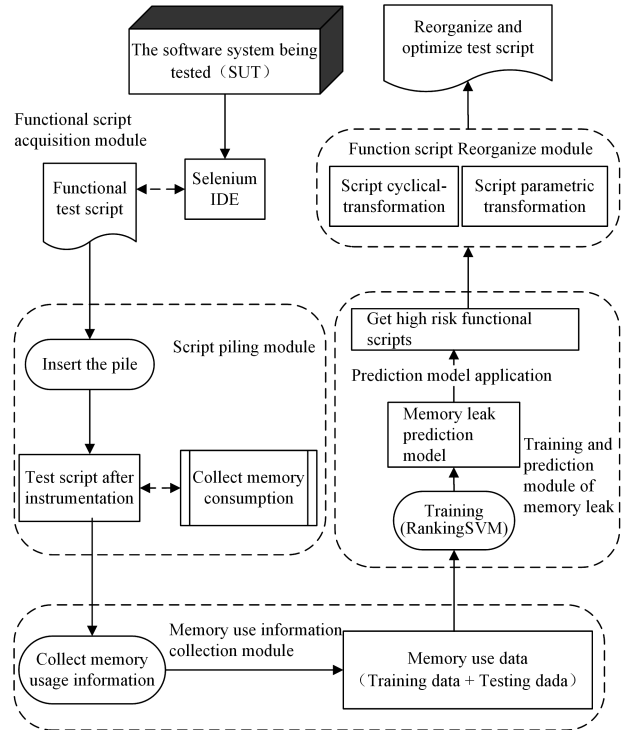 The software system being
tested（SUT）
Reorganize and
optimize test script
Functional script
acquisition module
Functional
test script
Selenium
IDE
Function script Reorganize module
Script cyclical-
transformation
Script parametric
transformation
Script piling module
Insert the pile
Test script after
instrumentation
Collect memory
consumption
Get high risk functional
scripts
Prediction model application
Memory leak
prediction
model
Training and
prediction
module of
memory leak
Training
(RankingSVM)
Memory use information
collection module
Collect memory
usage information
Memory use data
（Training data + Testing dada）